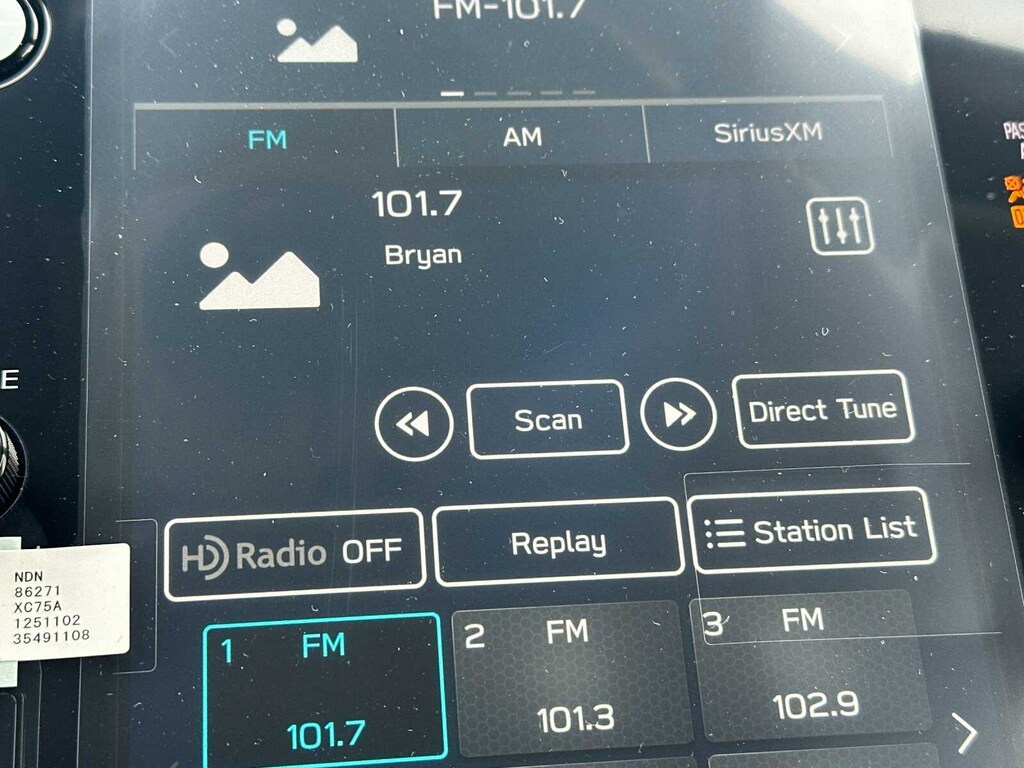 FM-101.7
FM
AM
SiriusXM
101.7
Bryan
Scan
Direct Tune
HD Radio OFF
Replay
Station List
NDN
86271
XC75A
1251102
35491108
1 FM
101.7
2 FM
101.3
3 FM
102.9
E
PAS